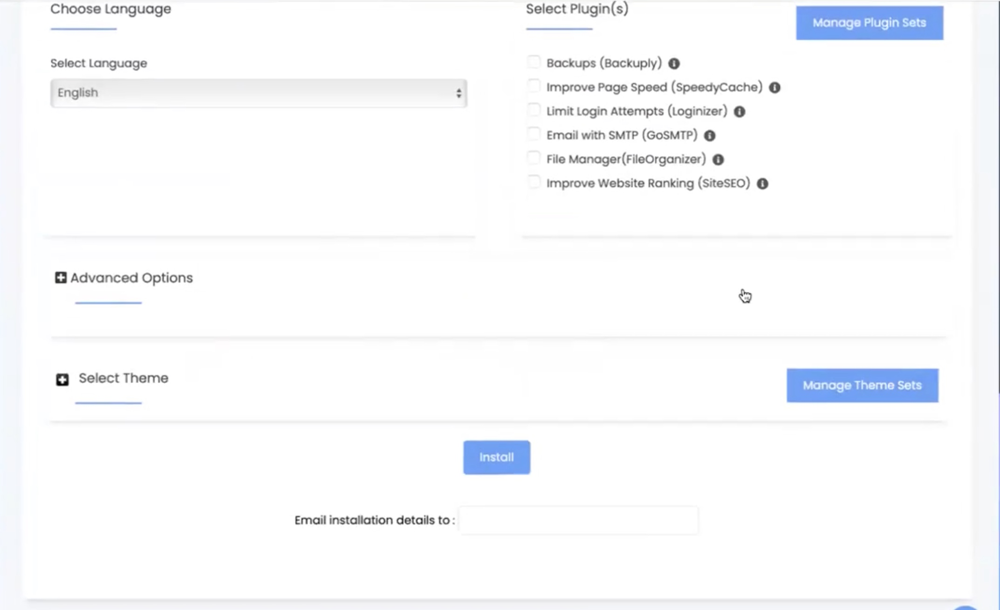 Choose Language
Select Plugin(s)
Manage Plugin Sets
Select Language
English
Backups (Backuply)
Improve Page Speed (SpeedyCache)
Limit Login Attempts (Loginizer)
Email with SMTP (GoSMTP)
File Manager(FileOrganizer)
Improve Website Ranking (SiteSEO)
Advanced Options
Select Theme
Manage Theme Sets
Install
Email installation details to :